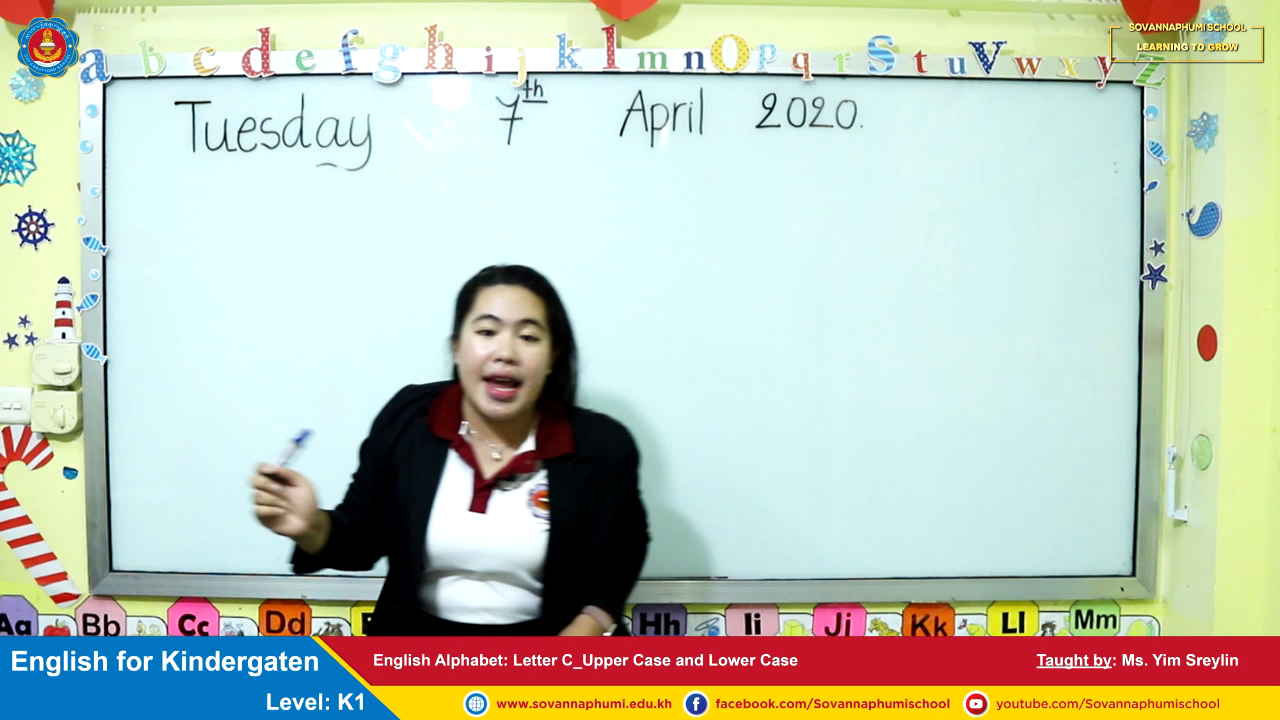 SOVANNAPHUMI SCHOOL
LEARNING TO GROW
a b c d e f g h i j k l m n o p q r s t u v w x y z
Tuesday 7th April 2020.
Aa Bb Cc Dd Hh Ii Jj Kk Ll Mm
English for Kindergaten
Level: K1
English Alphabet: Letter C_Upper Case and Lower Case
Taught by: Ms. Yim Sreylin
www.sovannaphumi.edu.kh
facebook.com/Sovannaphumischool
youtube.com/Sovannaphumischool